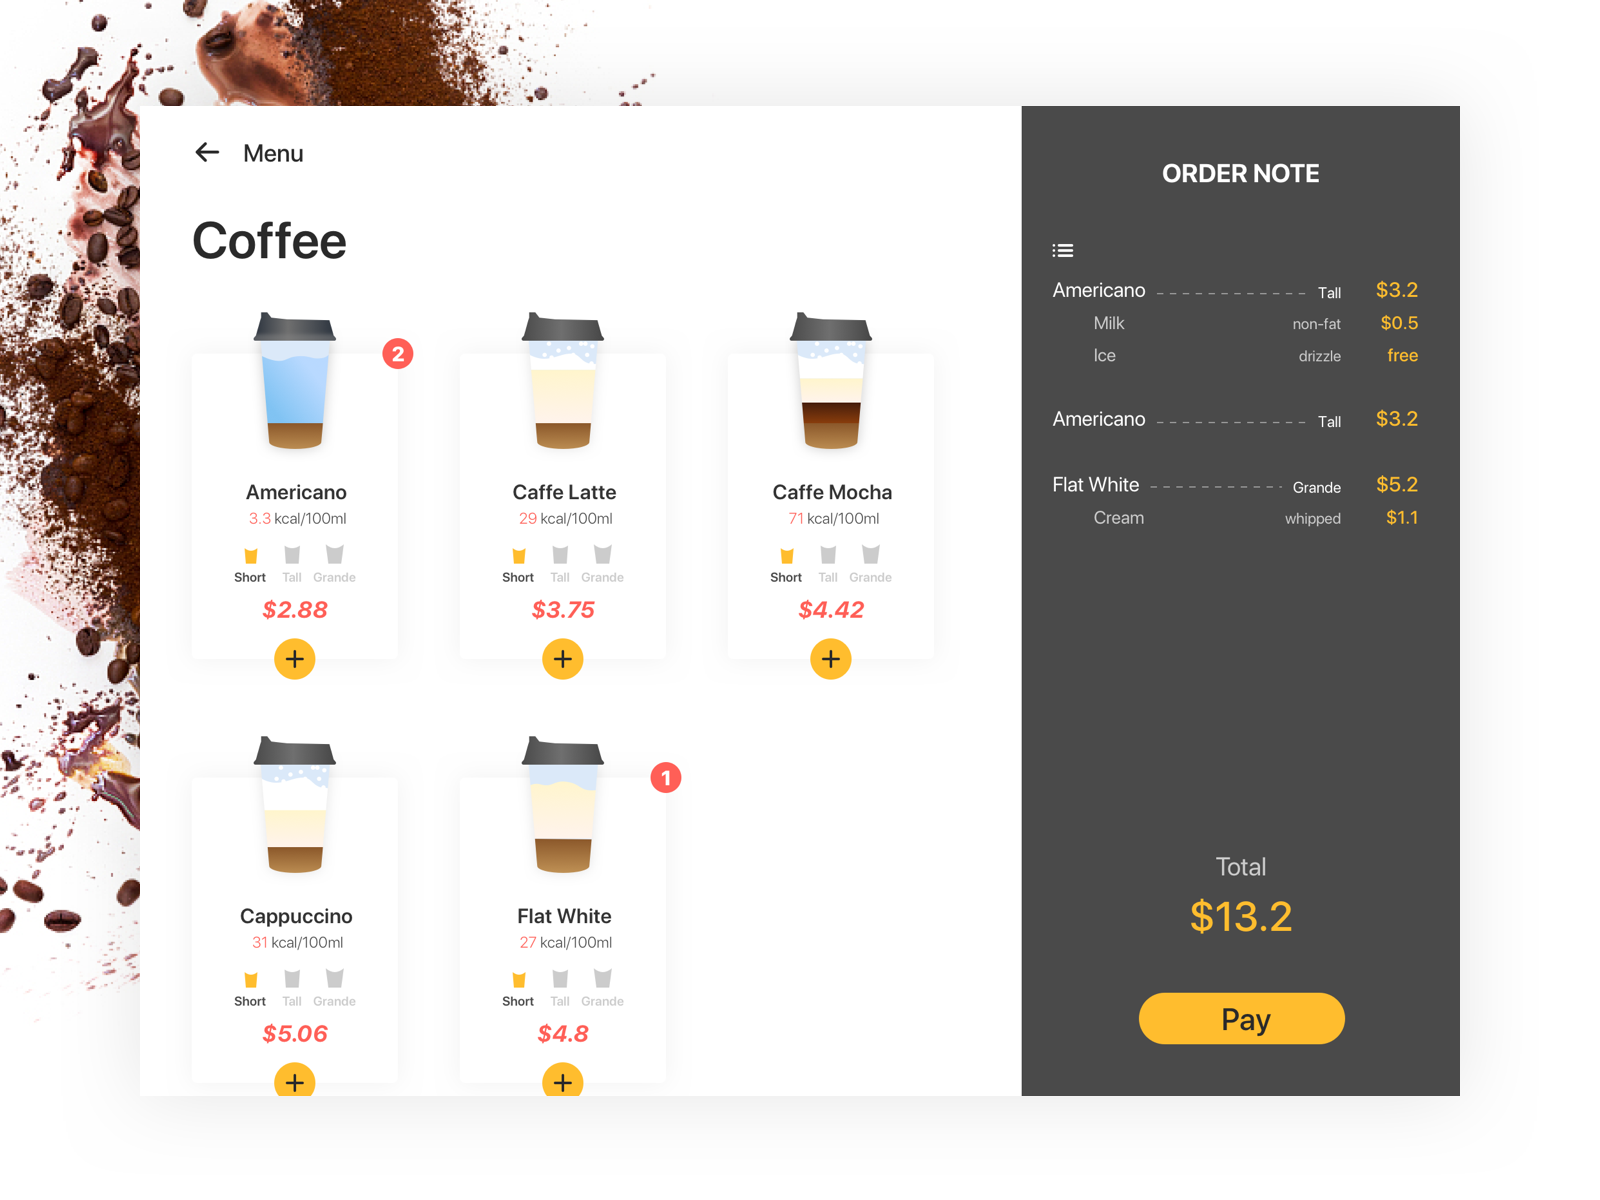 Menu
Coffee
2
Americano
3.3 kcal/100ml
Short Tall Grande
$2.88
+
Caffe Latte
29 kcal/100ml
Short Tall Grande
$3.75
+
Caffe Mocha
71 kcal/100ml
Short Tall Grande
$4.42
+
Cappuccino
31 kcal/100ml
Short Tall Grande
$5.06
+
1
Flat White
27 kcal/100ml
Short Tall Grande
$4.8
+
ORDER NOTE
Americano Tall $3.2
Milk non-fat $0.5
Ice drizzle free
Americano Tall $3.2
Flat White Grande $5.2
Cream whipped $1.1
Total
$13.2
Pay